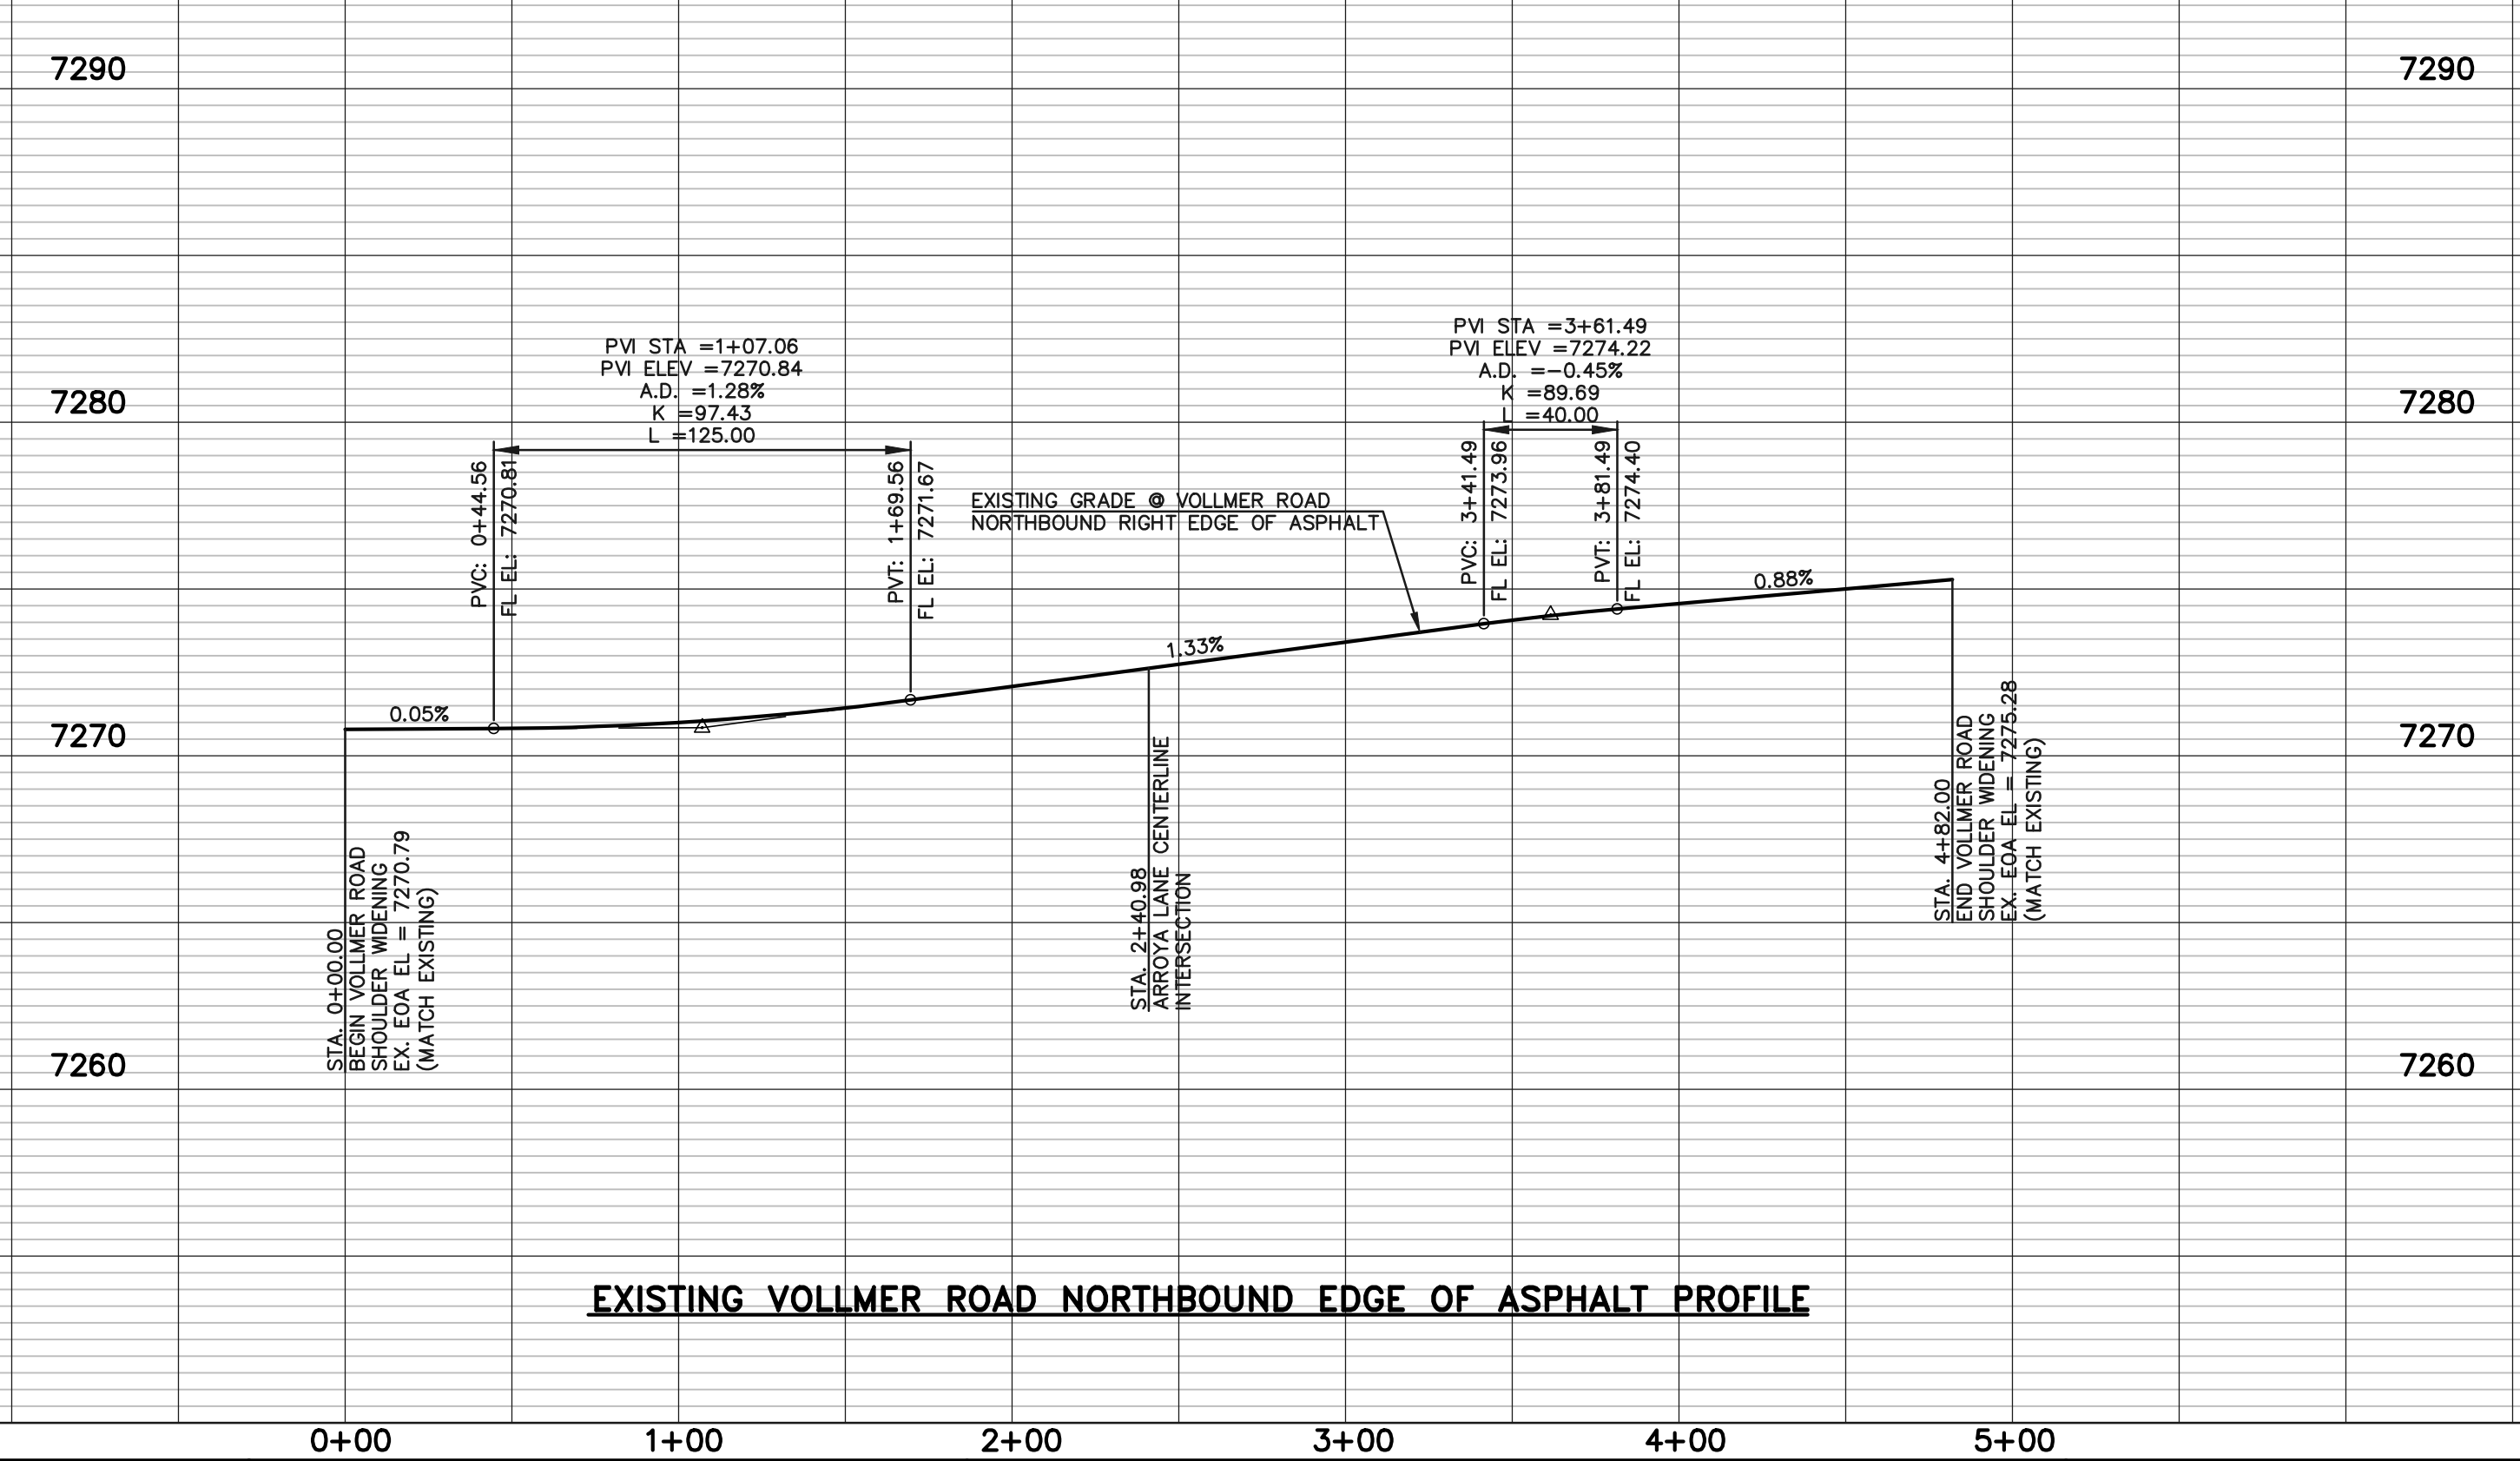 7290
7290
PVI STA =3+61.49
PVI ELEV =7274.22
A.D. =-0.45%
K =89.69
L =40.00
PVI STA =1+07.06
PVI ELEV =7270.84
A.D. =1.28%
K =97.43
L =125.00
7280
7280
PVC: 0+44.56
FL EL: 7270.81
PVT: 1+69.56
FL EL: 7271.67
EXISTING GRADE @ VOLLMER ROAD
NORTHBOUND RIGHT EDGE OF ASPHALT
PVC: 3+41.49
FL EL: 7273.96
PVT: 3+81.49
FL EL: 7274.40
0.05%
1.33%
0.88%
7270
7270
STA. 0+00.00
BEGIN VOLLMER ROAD
SHOULDER WIDENING
EX. EOA EL = 7270.79
(MATCH EXISTING)
STA. 2+40.98
ARROYA LANE CENTERLINE
INTERSECTION
STA. 4+82.00
END VOLLMER ROAD
SHOULDER WIDENING
EX. EOA EL = 7275.28
(MATCH EXISTING)
7260
7260
EXISTING VOLLMER ROAD NORTHBOUND EDGE OF ASPHALT PROFILE
0+00 1+00 2+00 3+00 4+00 5+00